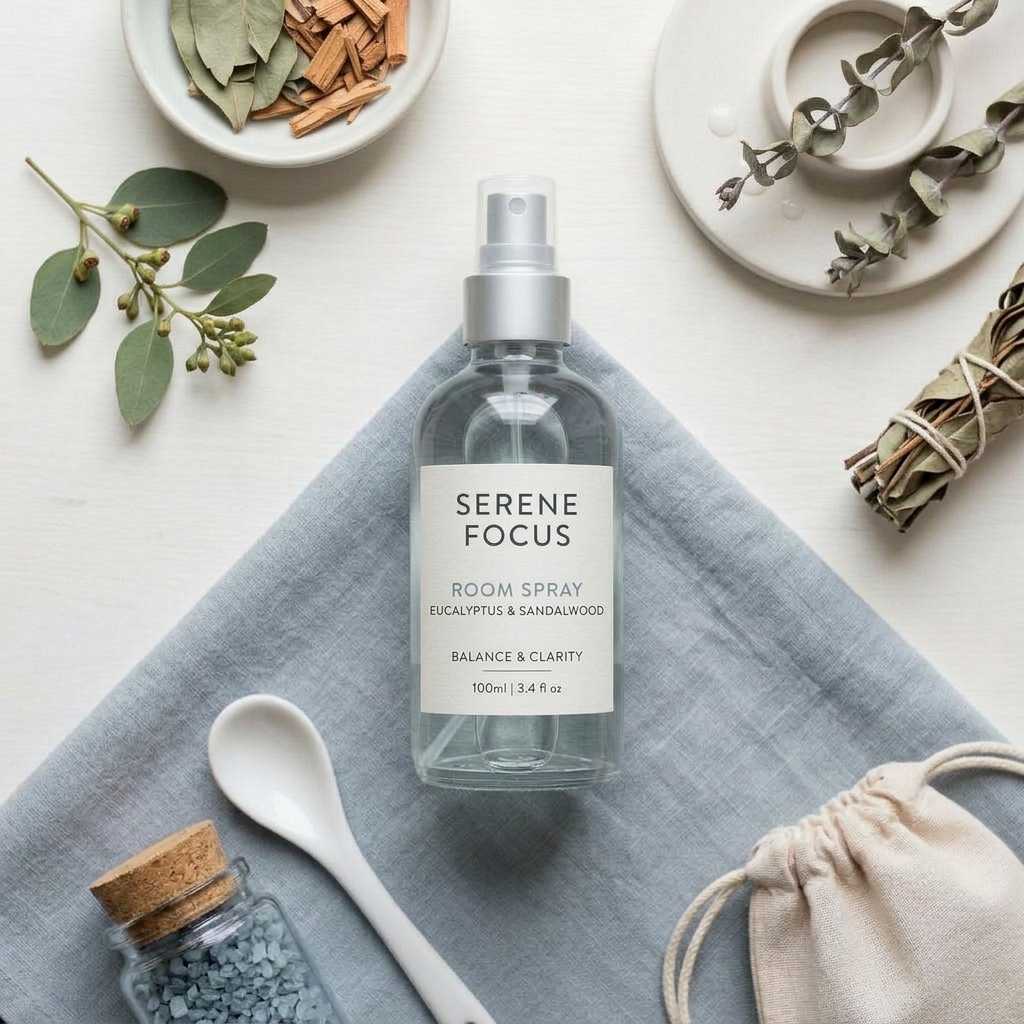 SERENE
FOCUS
ROOM SPRAY
EUCALYPTUS & SANDALWOOD
BALANCE & CLARITY
100ml | 3.4 fl oz